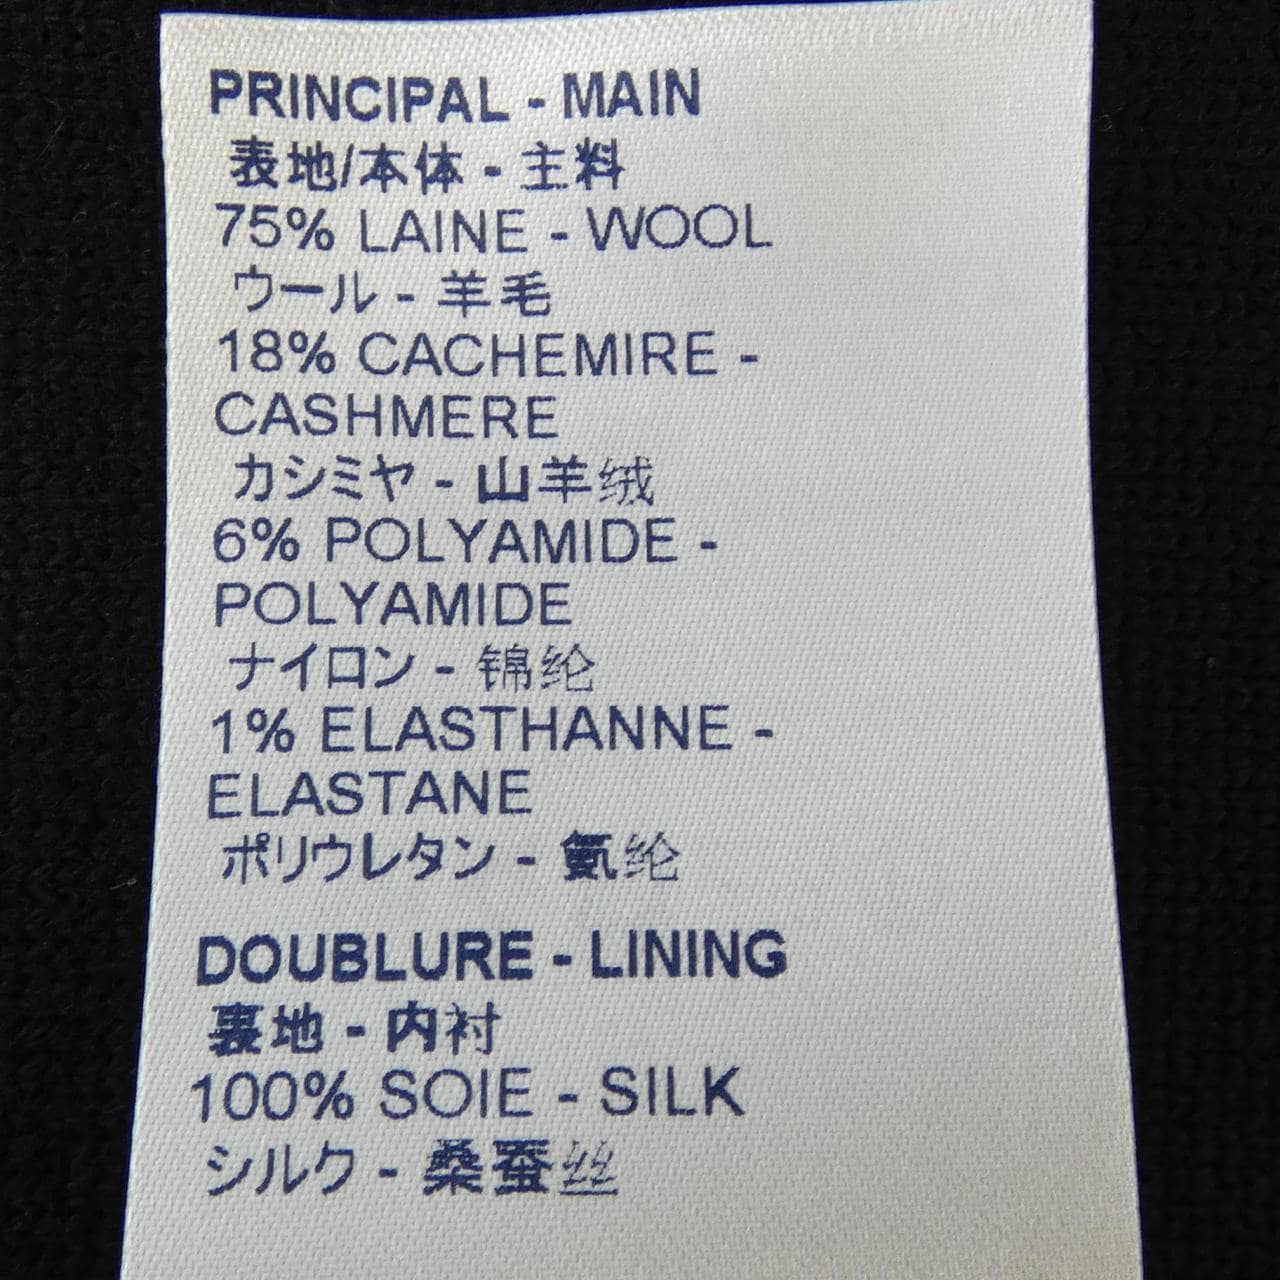 PRINCIPAL - MAIN
表地/本体 - 主料
75% LAINE - WOOL
ウール - 羊毛
18% CACHEMIRE -
CASHMERE
カシミヤ - 山羊绒
6% POLYAMIDE -
POLYAMIDE
ナイロン - 锦纶
1% ELASTHANNE -
ELASTANE
ポリウレタン - 氨纶
DOUBLURE - LINING
裏地 - 内衬
100% SOIE - SILK
シルク - 桑蚕丝